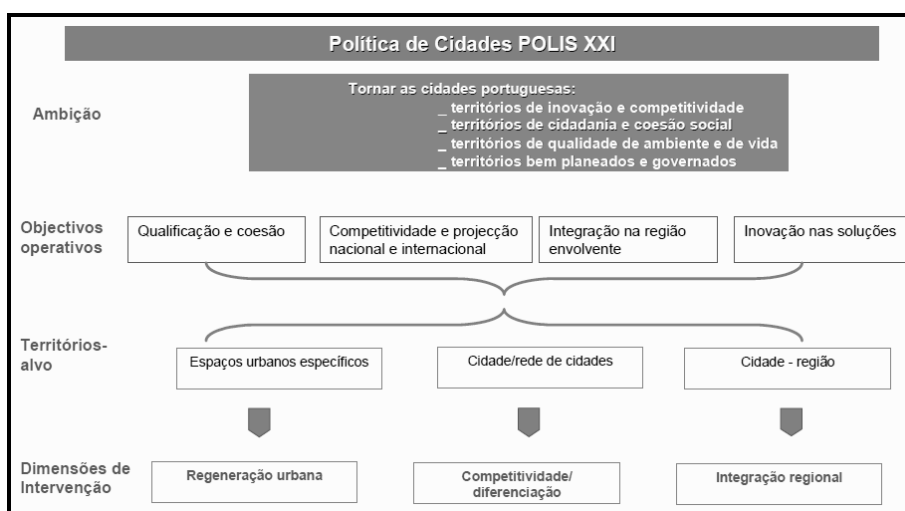 Política de Cidades POLIS XXI
Ambição
Tornar as cidades portuguesas:
_ territórios de inovação e competitividade
_ territórios de cidadania e coesão social
_ territórios de qualidade de ambiente e de vida
_ territórios bem planeados e governados
Objectivos
operativos
Qualificação e coesão
Competitividade e projecção
nacional e internacional
Integração na região
envolvente
Inovação nas soluções
Territórios-
alvo
Espaços urbanos específicos
Cidade/rede de cidades
Cidade - região
Dimensões de
Intervenção
Regeneração urbana
Competitividade/
diferenciação
Integração regional